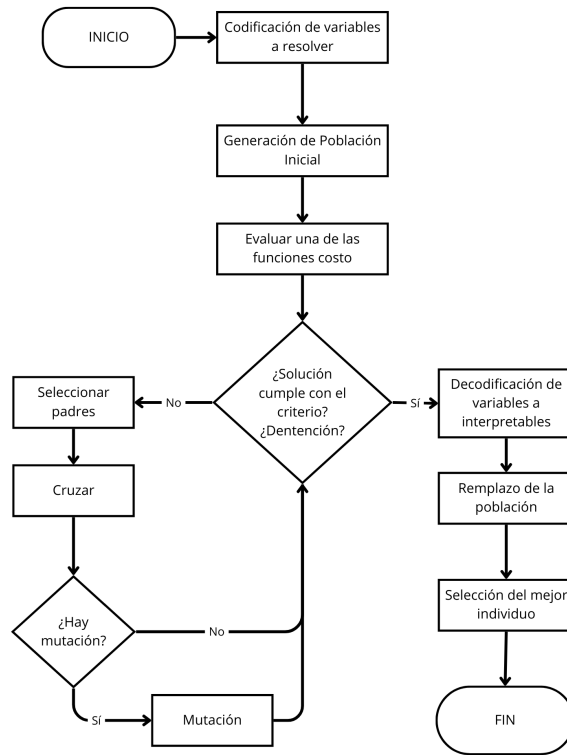 INICIO
Codificación de variables
a resolver
Generación de Población
Inicial
Evaluar una de las
funciones costo
¿Solución
cumple con el
criterio?
¿Dentención?
No
Sí
Seleccionar
padres
Cruzar
¿Hay
mutación?
No
Sí
Mutación
Decodificación de
variables a
interpretables
Remplazo de la
población
Selección del mejor
individuo
FIN